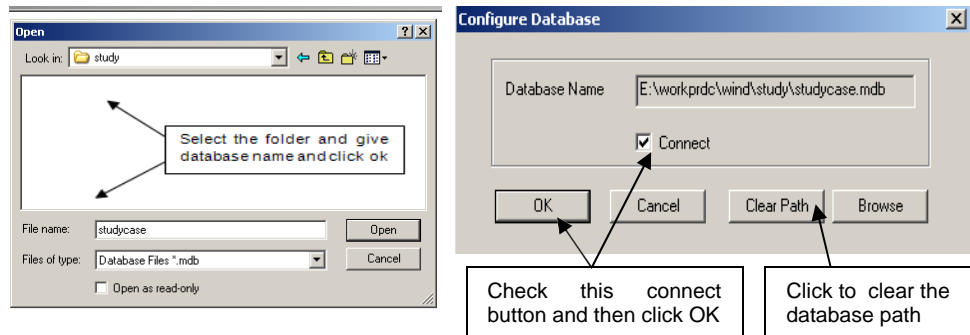 Open
Look in: study
Select the folder and give
database name and click ok
File name: studycase Open
Files of type: Database Files *.mdb Cancel
Open as read-only
Configure Database
Database Name E:\workprdc\wind\study\studycase.mdb
Connect
OK Cancel Clear Path Browse
Check this connect
button and then click OK
Click to clear the
database path